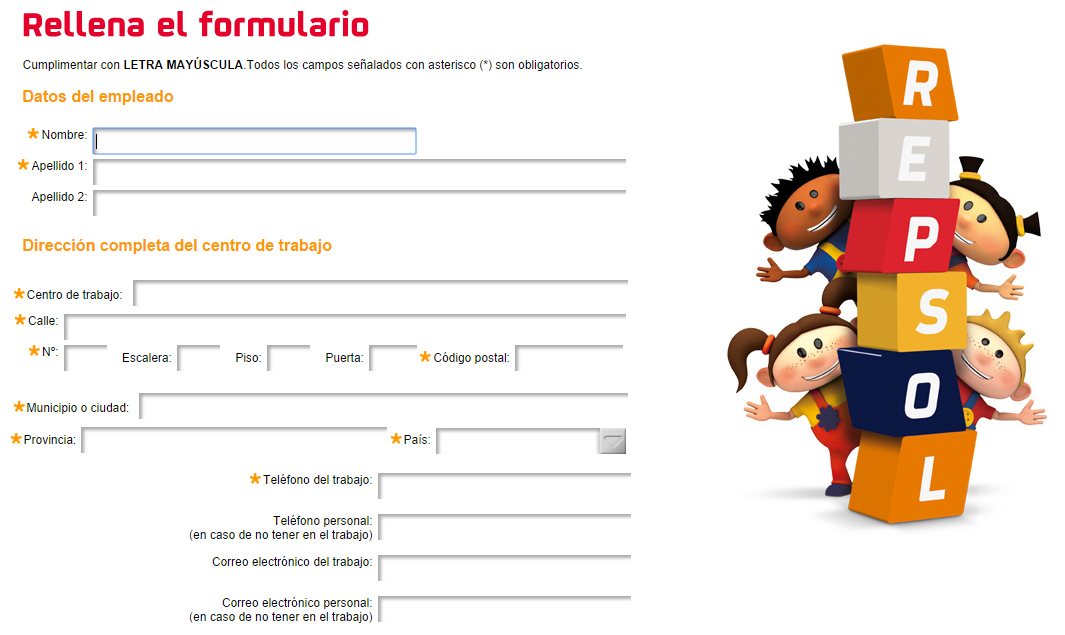 Rellena el formulario
Cumplimentar con LETRA MAYÚSCULA.Todos los campos señalados con asterisco (*) son obligatorios.
Datos del empleado
* Nombre:
* Apellido 1:
Apellido 2:
Dirección completa del centro de trabajo
* Centro de trabajo:
* Calle:
* Nº: Escalera: Piso: Puerta: * Código postal:
* Municipio o ciudad:
* Provincia: * País:
* Teléfono del trabajo:
Teléfono personal:
(en caso de no tener en el trabajo)
Correo electrónico del trabajo:
Correo electrónico personal:
(en caso de no tener en el trabajo)
R
E
P
S
O
L